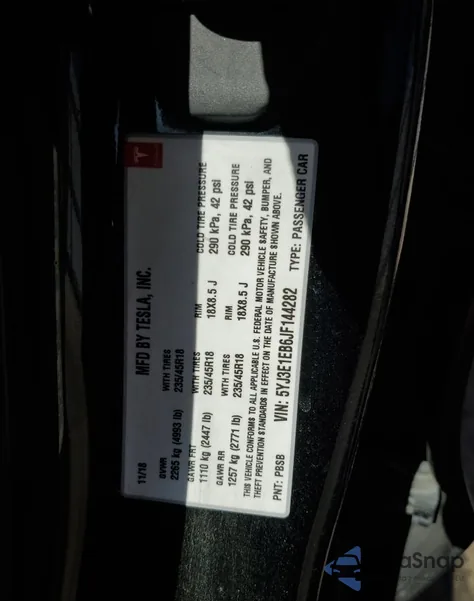 MFD BY TESLA, INC.
11/18
GVWR WITH TIRES
2265 kg (4993 lb) 235/45R18
GAWR FRT WITH TIRES RIM COLD TIRE PRESSURE
1110 kg (2447 lb) 235/45R18 18X8.5 J 290 kPa, 42 psi
GAWR RR WITH TIRES RIM COLD TIRE PRESSURE
1257 kg (2771 lb) 235/45R18 18X8.5 J 290 kPa, 42 psi
THIS VEHICLE CONFORMS TO ALL APPLICABLE U.S. FEDERAL MOTOR VEHICLE SAFETY, BUMPER, AND
THEFT PREVENTION STANDARDS IN EFFECT ON THE DATE OF MANUFACTURE SHOWN ABOVE.
PNT: PBSB VIN: 5YJ3E1EB6JF144282 TYPE: PASSENGER CAR